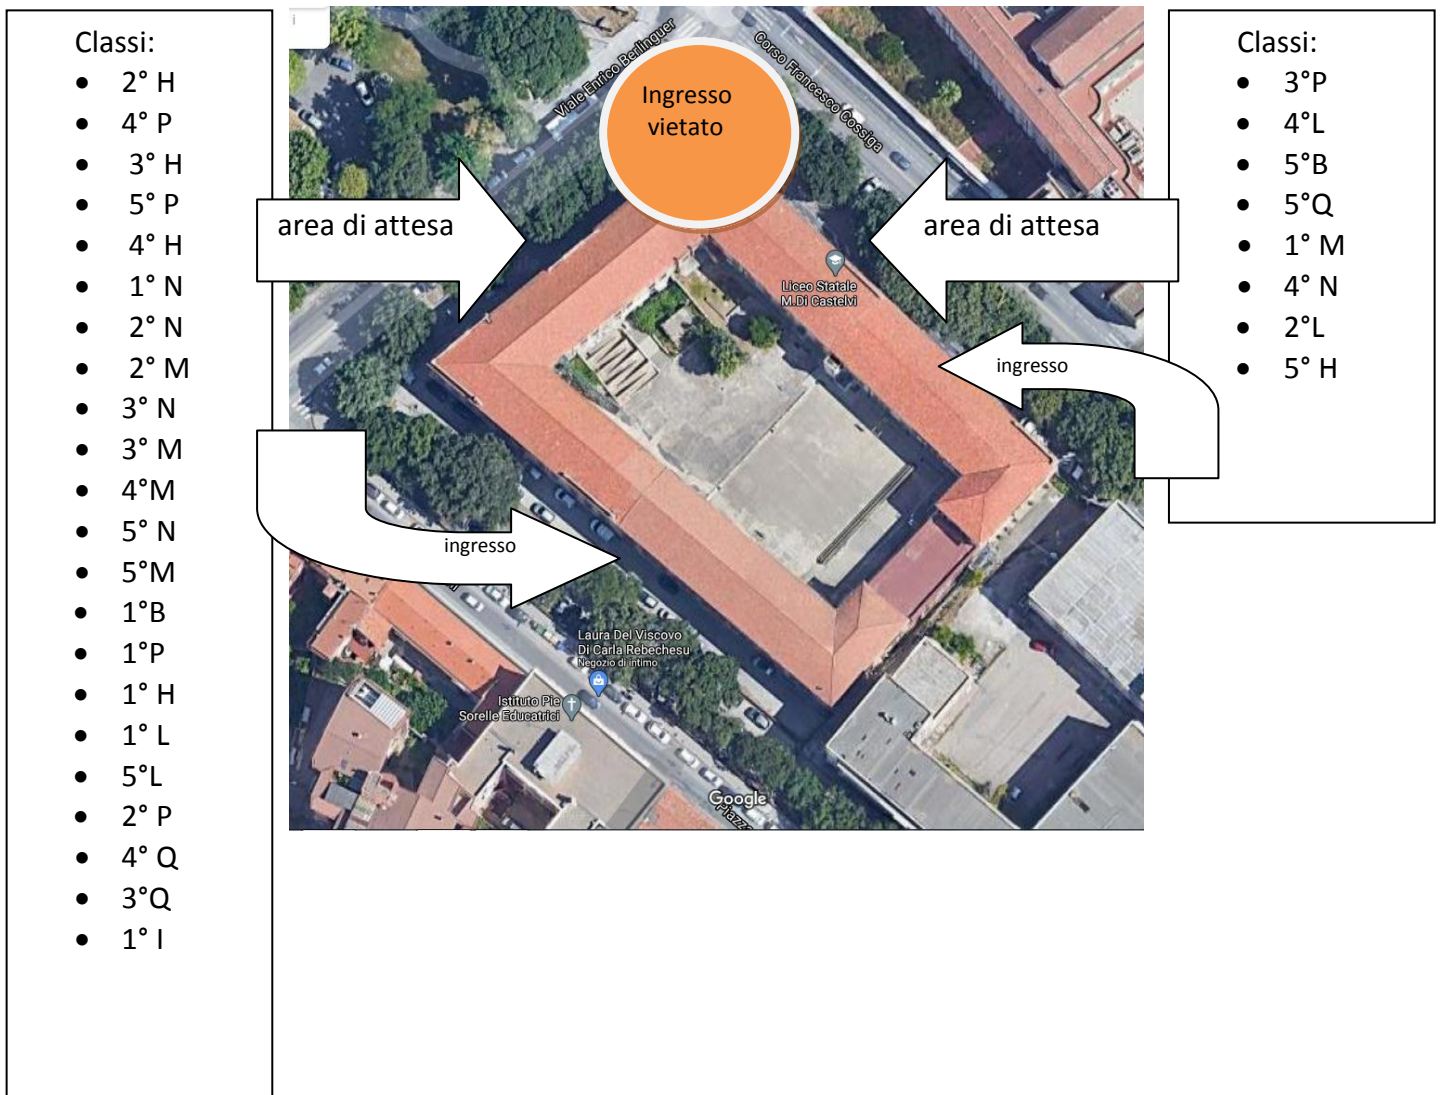 Classi:
• 2° H
• 4° P
• 3° H
• 5° P
• 4° H
• 1° N
• 2° N
• 2° M
• 3° N
• 3° M
• 4°M
• 5° N
• 5°M
• 1°B
• 1°P
• 1° H
• 1° L
• 5°L
• 2° P
• 4° Q
• 3°Q
• 1° I
Viale Enrico Berlinguer
Ingresso
vietato
Corso Francesco Cossiga
area di attesa
area di attesa
Liceo Statale
M.Di Castelvì
ingresso
ingresso
Laura Del Viscovo
Di Carla Rebechesu
Negozio di intimo
Istituto Pie
Sorelle Educatrici
Google
Piazza
Classi:
• 3°P
• 4°L
• 5°B
• 5°Q
• 1° M
• 4° N
• 2°L
• 5° H